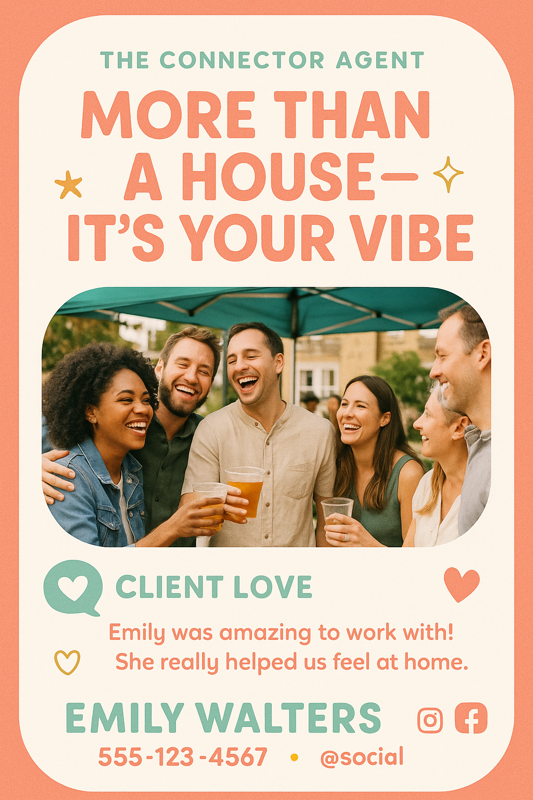 THE CONNECTOR AGENT
MORE THAN
A HOUSE—
IT'S YOUR VIBE
CLIENT LOVE
Emily was amazing to work with!
She really helped us feel at home.
EMILY WALTERS
555-123-4567 • @social